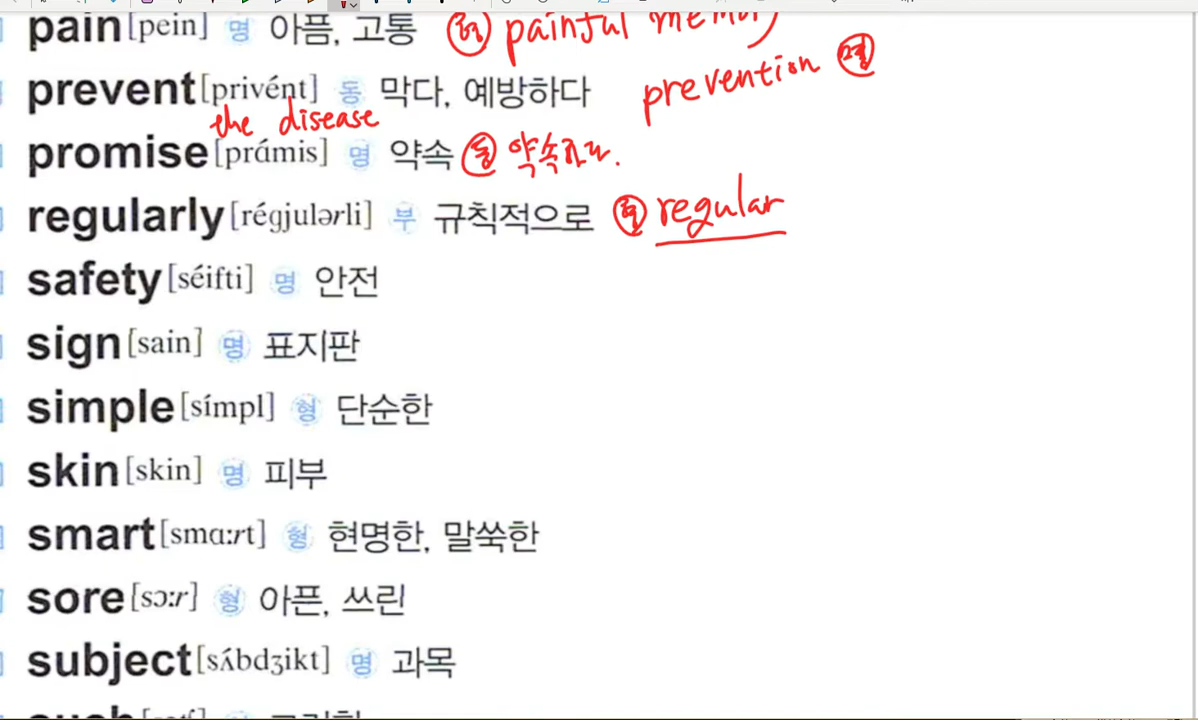 pain[pein] 명 아픔, 고통 형 painful memory
prevent[privént] 동 막다, 예방하다 prevention 명
the disease
promise[prámis] 명 약속 동 약속하다.
regularly[régjulərli] 부 규칙적으로 형 regular
safety[séifti] 명 안전
sign[sain] 명 표지판
simple[símpl] 형 단순한
skin[skin] 명 피부
smart[smɑːrt] 형 현명한, 말쑥한
sore[sɔːr] 형 아픈, 쓰린
subject[sʌ́bdʒikt] 명 과목